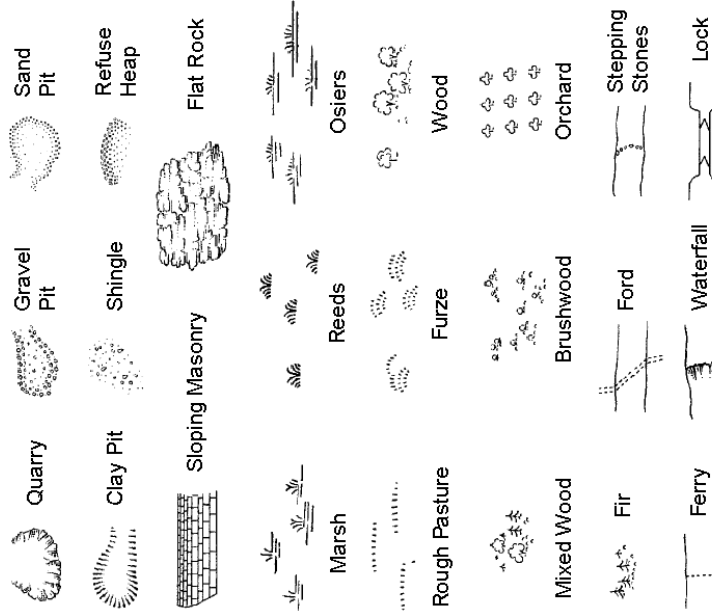 Quarry
Gravel
Pit
Sand
Pit
Clay Pit
Shingle
Refuse
Heap
Sloping Masonry
Flat Rock
Marsh
Reeds
Osiers
Rough Pasture
Furze
Wood
Mixed Wood
Brushwood
Orchard
Fir
Ford
Stepping
Stones
Ferry
Waterfall
Lock